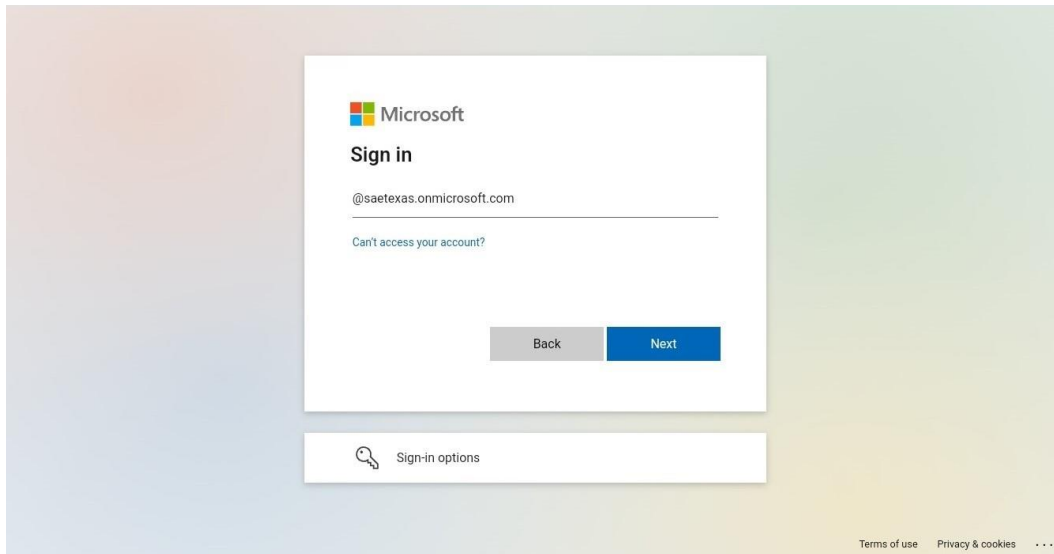 Microsoft
Sign in
@saetexas.onmicrosoft.com
Can't access your account?
Back Next
Sign-in options
Terms of use Privacy & cookies ...